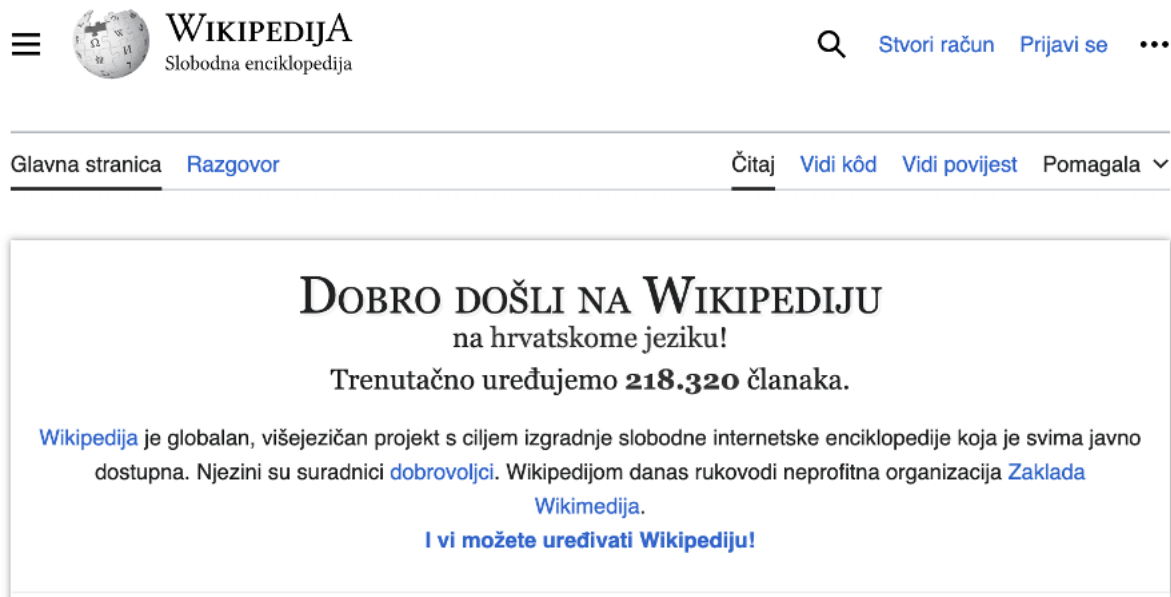 WIKIPEDIJA
Slobodna enciklopedija
Stvori račun Prijavi se
Glavna stranica Razgovor Čitaj Vidi kôd Vidi povijest Pomagala
DOBRO DOŠLI NA WIKIPEDIJU
na hrvatskome jeziku!
Trenutačno uređujemo 218.320 članaka.
Wikipedija je globalan, višejezičan projekt s ciljem izgradnje slobodne internetske enciklopedije koja je svima javno
dostupna. Njezini su suradnici dobrovoljci. Wikipedijom danas rukovodi neprofitna organizacija Zaklada
Wikimedija.
I vi možete uređivati Wikipediju!